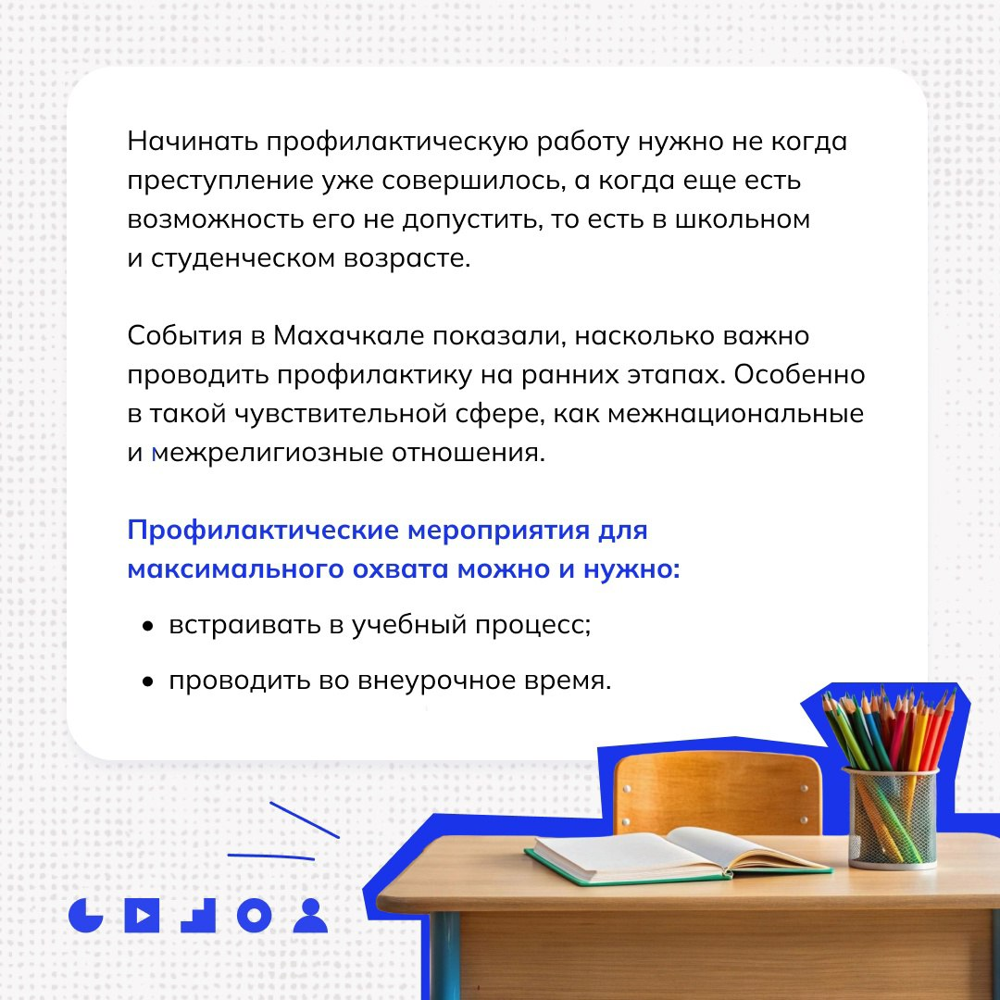 Начинать профилактическую работу нужно не когда
преступление уже совершилось, а когда еще есть
возможность его не допустить, то есть в школьном
и студенческом возрасте.
События в Махачкале показали, насколько важно
проводить профилактику на ранних этапах. Особенно
в такой чувствительной сфере, как межнациональные
и межрелигиозные отношения.
Профилактические мероприятия для
максимального охвата можно и нужно:
• встраивать в учебный процесс;
• проводить во внеурочное время.